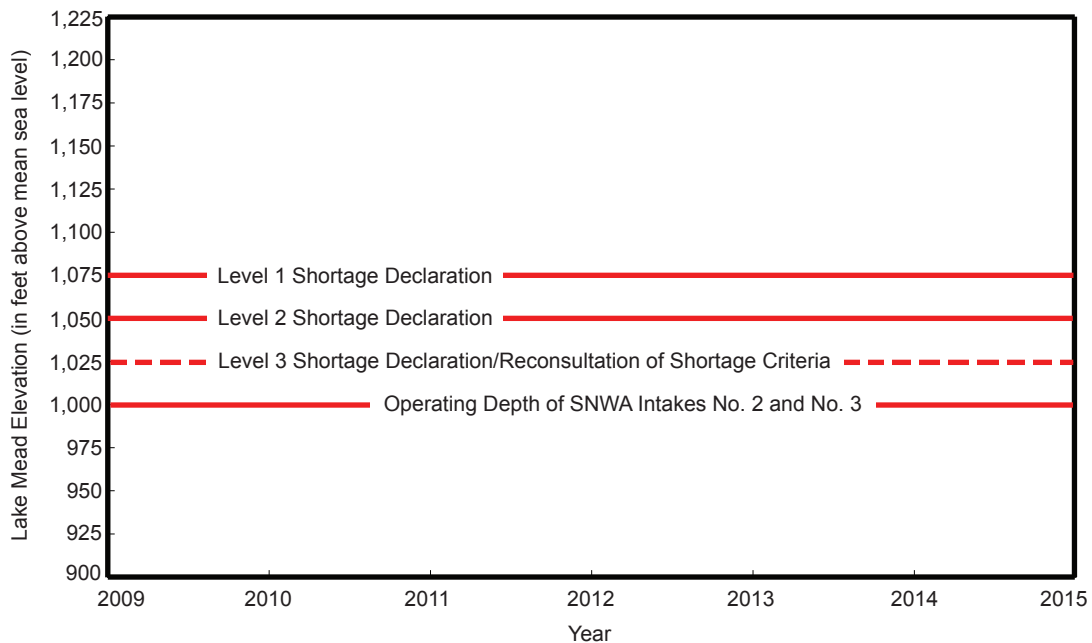 Lake Mead Elevation (in feet above mean sea level)
1,225
1,200
1,175
1,150
1,125
1,100
1,075
1,050
1,025
1,000
975
950
925
900
Level 1 Shortage Declaration
Level 2 Shortage Declaration
Level 3 Shortage Declaration/Reconsultation of Shortage Criteria
Operating Depth of SNWA Intakes No. 2 and No. 3
2009 2010 2011 2012 2013 2014 2015
Year